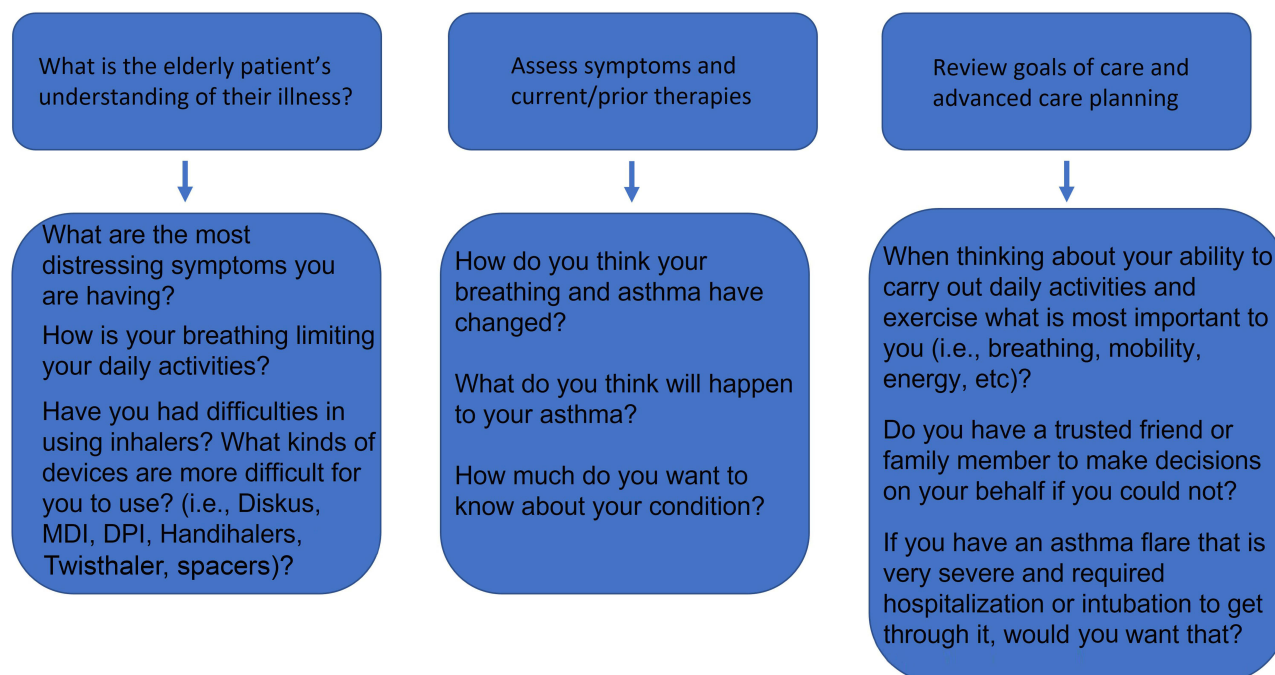 What is the elderly patient's
understanding of their illness?
What are the most
distressing symptoms you
are having?
How is your breathing limiting
your daily activities?
Have you had difficulties in
using inhalers? What kinds of
devices are more difficult for
you to use? (i.e., Diskus,
MDI, DPI, Handihalers,
Twisthaler, spacers)?
Assess symptoms and
current/prior therapies
How do you think your
breathing and asthma have
changed?
What do you think will happen
to your asthma?
How much do you want to
know about your condition?
Review goals of care and
advanced care planning
When thinking about your ability to
carry out daily activities and
exercise what is most important to
you (i.e., breathing, mobility,
energy, etc)?
Do you have a trusted friend or
family member to make decisions
on your behalf if you could not?
If you have an asthma flare that is
very severe and required
hospitalization or intubation to get
through it, would you want that?